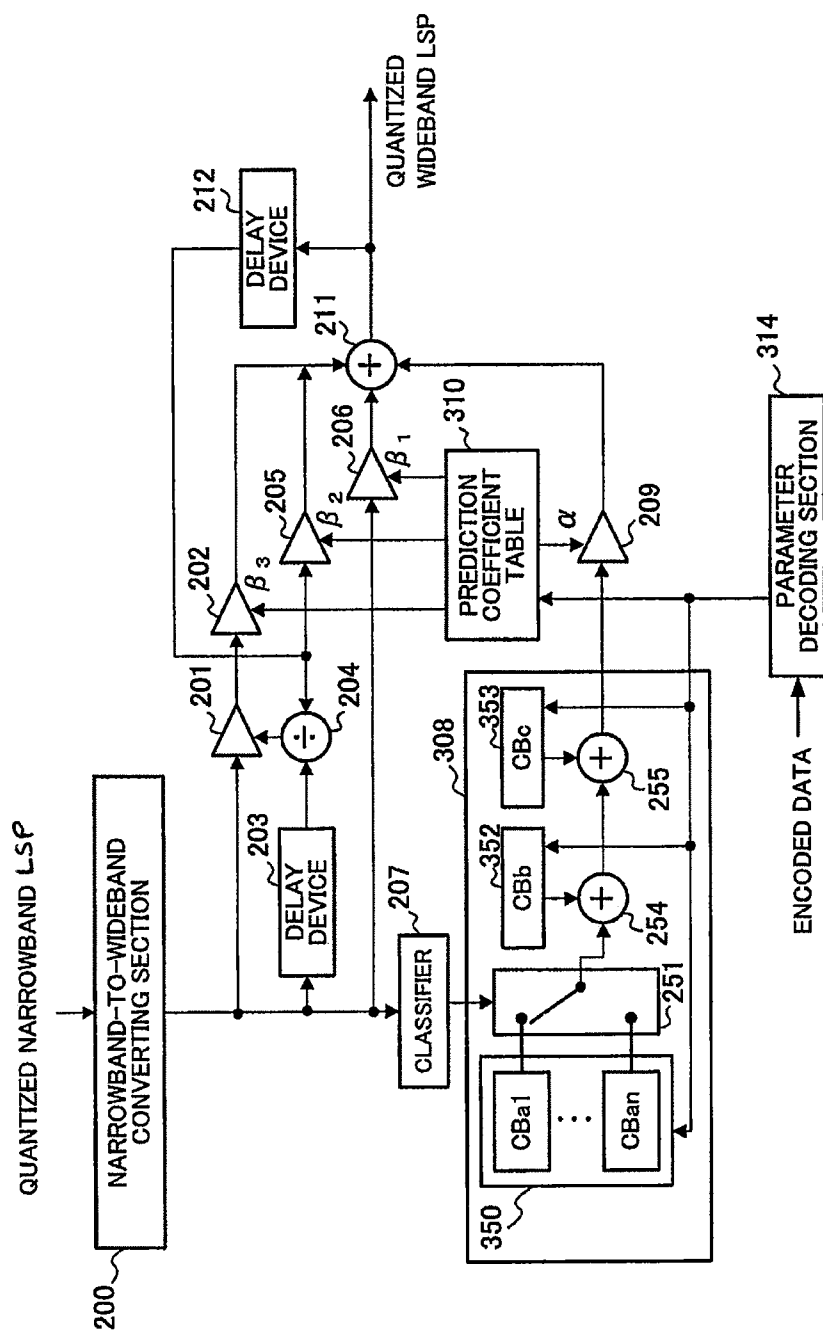 QUANTIZED NARROWBAND LSP
200
NARROWBAND-TO-WIDEBAND
CONVERTING SECTION
201
202
β3
203
DELAY
DEVICE
204
÷
205
β2
206
β1
211
+
212
DELAY
DEVICE
QUANTIZED
WIDEBAND LSP
207
CLASSIFIER
310
PREDICTION
COEFFICIENT
TABLE
α
209
308
350
CBa1
...
CBan
251
352
CBb
254
+
353
CBc
255
+
314
PARAMETER
DECODING SECTION
ENCODED DATA